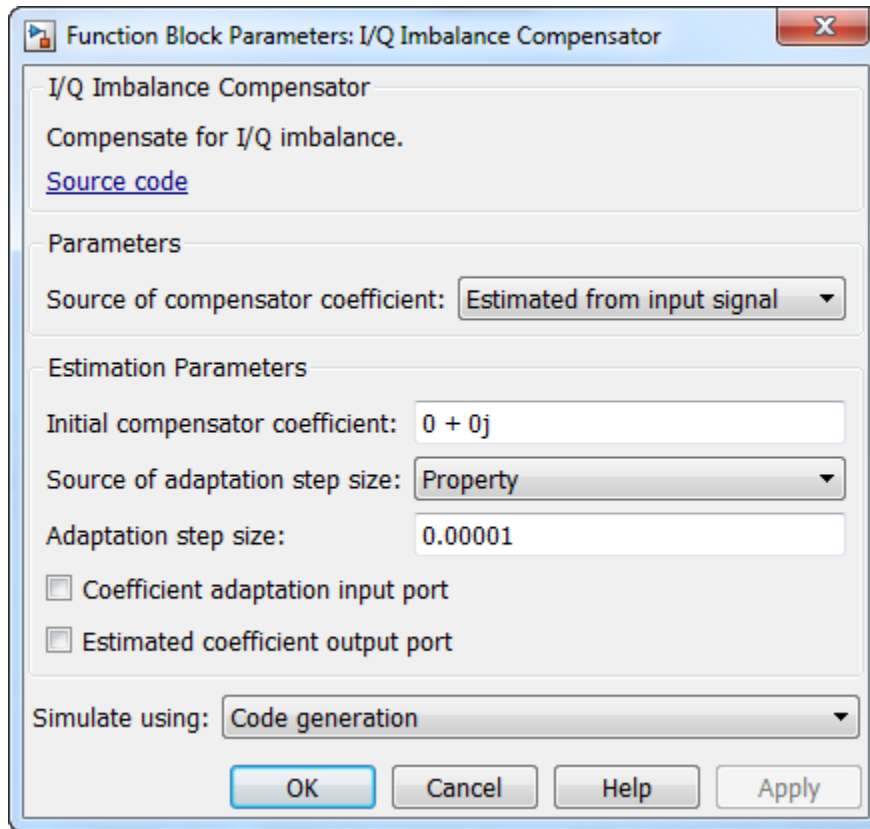 Function Block Parameters: I/Q Imbalance Compensator
I/Q Imbalance Compensator
Compensate for I/Q imbalance.
Source code
Parameters
Source of compensator coefficient: Estimated from input signal
Estimation Parameters
Initial compensator coefficient: 0 + 0j
Source of adaptation step size: Property
Adaptation step size: 0.00001
Coefficient adaptation input port
Estimated coefficient output port
Simulate using: Code generation
OK Cancel Help Apply